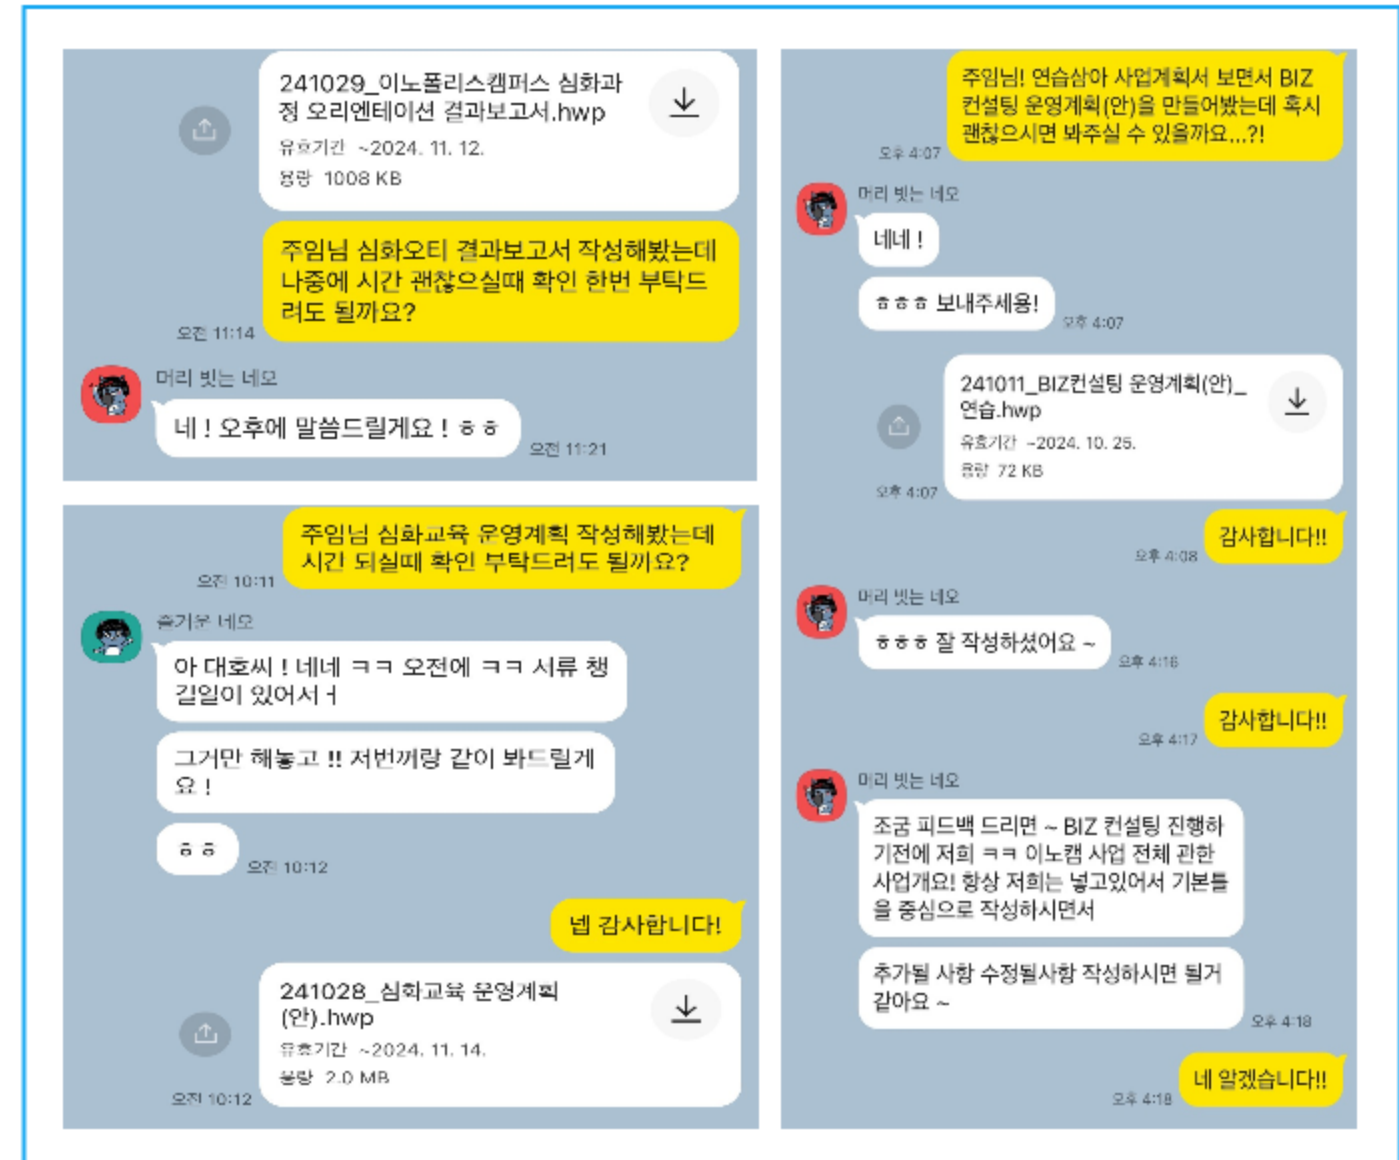 241029_이노폴리스캠퍼스 심화과
정 오리엔테이션 결과보고서.hwp
유효기간 ~2024. 11. 12.
용량 1008 KB
주임님 심화오티 결과보고서 작성해봤는데
나중에 시간 괜찮으실때 확인 한번 부탁드
려도 될까요?
오전 11:14
머리 빗는 네오
네 ! 오후에 말씀드릴게요 ! ㅎㅎ
오전 11:21
주임님 심화교육 운영계획 작성해봤는데
시간 되실때 확인 부탁드려도 될까요?
오전 10:11
즐거운 네오
아 대호씨 ! 네네 ㅋㅋ 오전에 ㅋㅋ 서류 챙
길일이 있어서ㅓ
그거만 해놓고 !! 저번꺼랑 같이 봐드릴게
요 !
ㅎㅎ
오전 10:12
넵 감사합니다!
241028_심화교육 운영계획
(안).hwp
유효기간 ~2024. 11. 14.
용량 2.0 MB
오전 10:12
주임님! 연습삼아 사업계획서 보면서 BIZ
컨설팅 운영계획(안)을 만들어봤는데 혹시
괜찮으시면 봐주실 수 있을까요...?!
오후 4:07
머리 빗는 네오
네네 !
ㅎㅎㅎ 보내주세용!
오후 4:07
241011_BIZ컨설팅 운영계획(안)_
연습.hwp
유효기간 ~2024. 10. 25.
용량 72 KB
오후 4:07
감사합니다!!
오후 4:08
머리 빗는 네오
ㅎㅎㅎ 잘 작성하셨어요 ~
오후 4:16
감사합니다!!
오후 4:17
머리 빗는 네오
조굼 피드백 드리면 ~ BIZ 컨설팅 진행하
기전에 저희 ㅋㅋ 이노캠 사업 전체 관한
사업개요! 항상 저희는 넣고있어서 기본틀
을 중심으로 작성하시면서
추가될 사항 수정될사항 작성하시면 될거
같아요 ~
오후 4:18
네 알겠습니다!!
오후 4:18